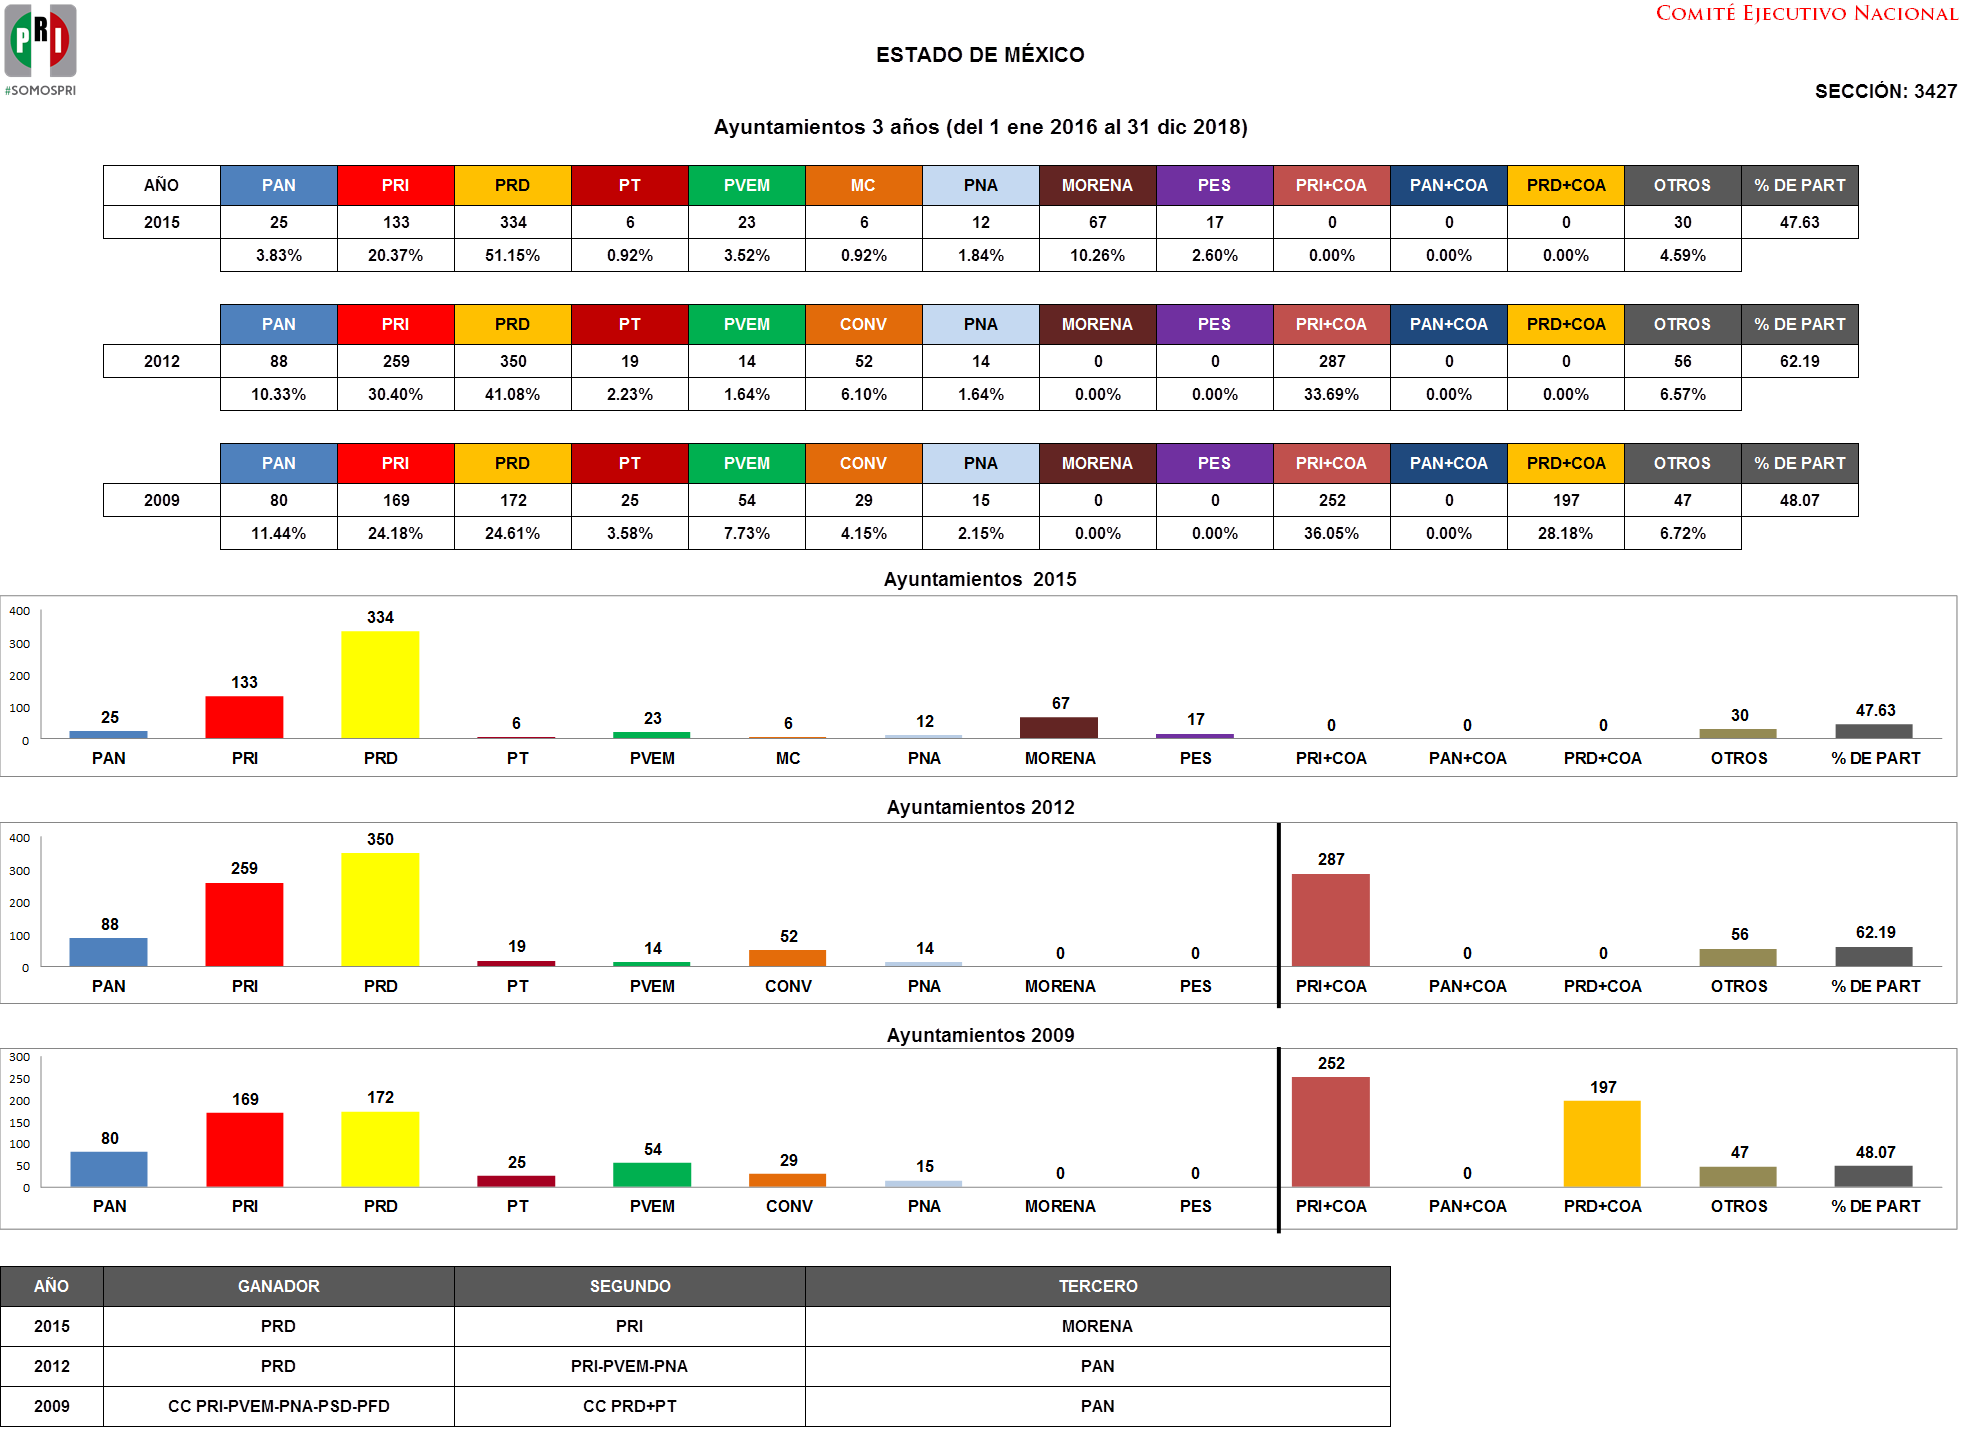 PRI
#SOMOSPRI
COMITÉ EJECUTIVO NACIONAL
ESTADO DE MÉXICO
SECCIÓN: 3427
Ayuntamientos 3 años (del 1 ene 2016 al 31 dic 2018)
AÑO PAN PRI PRD PT PVEM MC PNA MORENA PES PRI+COA PAN+COA PRD+COA OTROS % DE PART
2015 25 133 334 6 23 6 12 67 17 0 0 0 30 47.63
3.83% 20.37% 51.15% 0.92% 3.52% 0.92% 1.84% 10.26% 2.60% 0.00% 0.00% 0.00% 4.59%
PAN PRI PRD PT PVEM CONV PNA MORENA PES PRI+COA PAN+COA PRD+COA OTROS % DE PART
2012 88 259 350 19 14 52 14 0 0 287 0 0 56 62.19
10.33% 30.40% 41.08% 2.23% 1.64% 6.10% 1.64% 0.00% 0.00% 33.69% 0.00% 0.00% 6.57%
PAN PRI PRD PT PVEM CONV PNA MORENA PES PRI+COA PAN+COA PRD+COA OTROS % DE PART
2009 80 169 172 25 54 29 15 0 0 252 0 197 47 48.07
11.44% 24.18% 24.61% 3.58% 7.73% 4.15% 2.15% 0.00% 0.00% 36.05% 0.00% 28.18% 6.72%
Ayuntamientos 2015
400
300
200
100
0
25 133 334 6 23 6 12 67 17 0 0 0 30 47.63
PAN PRI PRD PT PVEM MC PNA MORENA PES PRI+COA PAN+COA PRD+COA OTROS % DE PART
Ayuntamientos 2012
400
300
200
100
0
88 259 350 19 14 52 14 0 0 287 0 0 56 62.19
PAN PRI PRD PT PVEM CONV PNA MORENA PES PRI+COA PAN+COA PRD+COA OTROS % DE PART
Ayuntamientos 2009
300
250
200
150
100
50
0
80 169 172 25 54 29 15 0 0 252 0 197 47 48.07
PAN PRI PRD PT PVEM CONV PNA MORENA PES PRI+COA PAN+COA PRD+COA OTROS % DE PART
AÑO GANADOR SEGUNDO TERCERO
2015 PRD PRI MORENA
2012 PRD PRI-PVEM-PNA PAN
2009 CC PRI-PVEM-PNA-PSD-PFD CC PRD+PT PAN